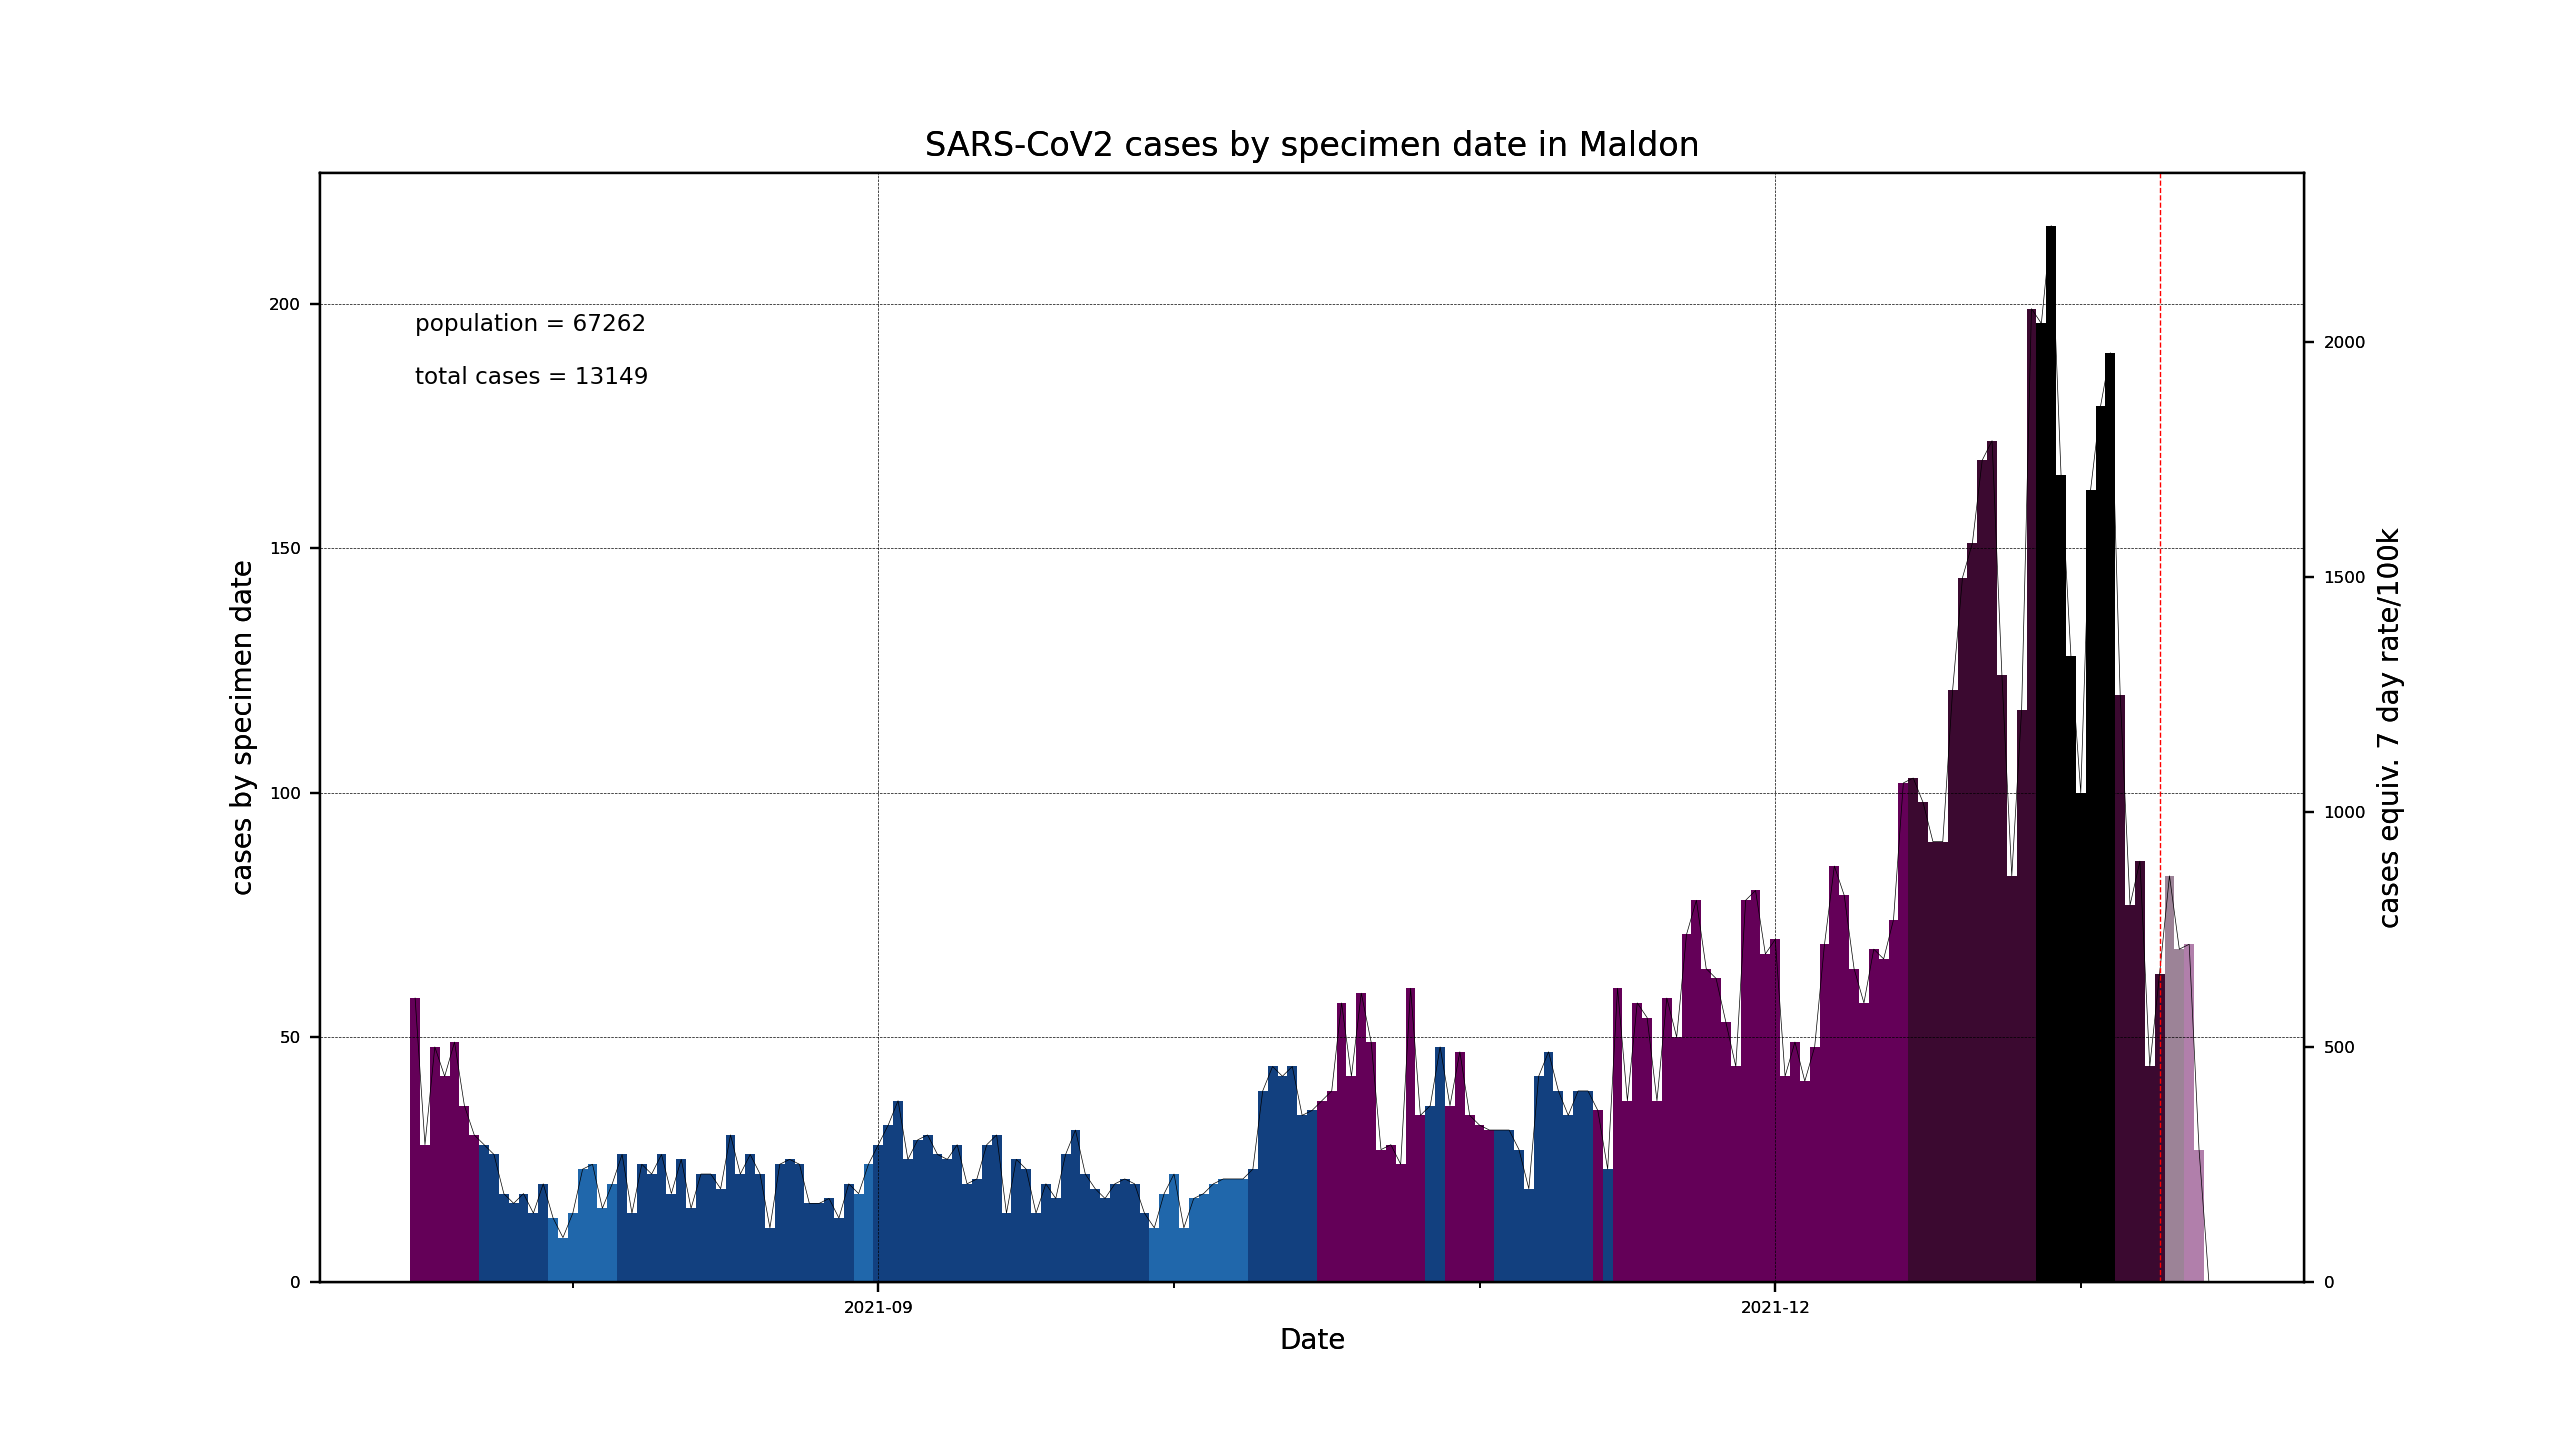 SARS-CoV2 cases by specimen date in Maldon
population = 67262
total cases = 13149
cases by specimen date
200
150
100
50
0
2000
1500
1000
500
0
cases equiv. 7 day rate/100k
2021-09
2021-12
Date